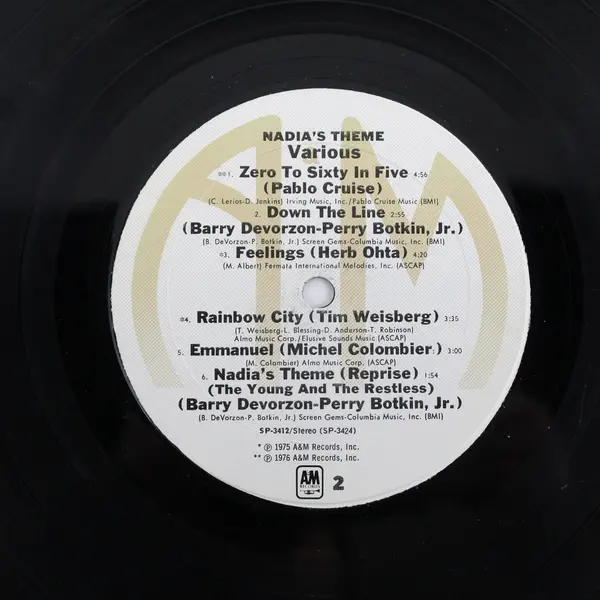 NADIA'S THEME
Various
**1. Zero To Sixty In Five 4:56
(Pablo Cruise)
(C. Lerios-D. Jenkins) Irving Music, Inc./Pablo Cruise Music (BMI)
2. Down The Line 2:55
(Barry Devorzon-Perry Botkin, Jr.)
(B. DeVorzon-P. Botkin, Jr.) Screen Gems-Columbia Music, Inc. (BMI)
*3. Feelings (Herb Ohta) 4:20
(M. Albert) Fermata International Melodies, Inc. (ASCAP)
*4. Rainbow City (Tim Weisberg) 3:35
(T. Weisberg-L. Blessing-D. Anderson-T. Robinson)
Almo Music Corp./Elusive Sounds Music (ASCAP)
5. Emmanuel (Michel Colombier) 3:00
(M. Colombier) Almo Music Corp. (ASCAP)
6. Nadia's Theme (Reprise) 1:54
(The Young And The Restless)
(Barry Devorzon-Perry Botkin, Jr.)
(B. DeVorzon-P. Botkin, Jr.) Screen Gems-Columbia Music, Inc. (BMI)
SP-3412/Stereo (SP-3424)
* ℗ 1975 A&M Records, Inc.
** ℗ 1976 A&M Records, Inc.
A&M
RECORDS
2